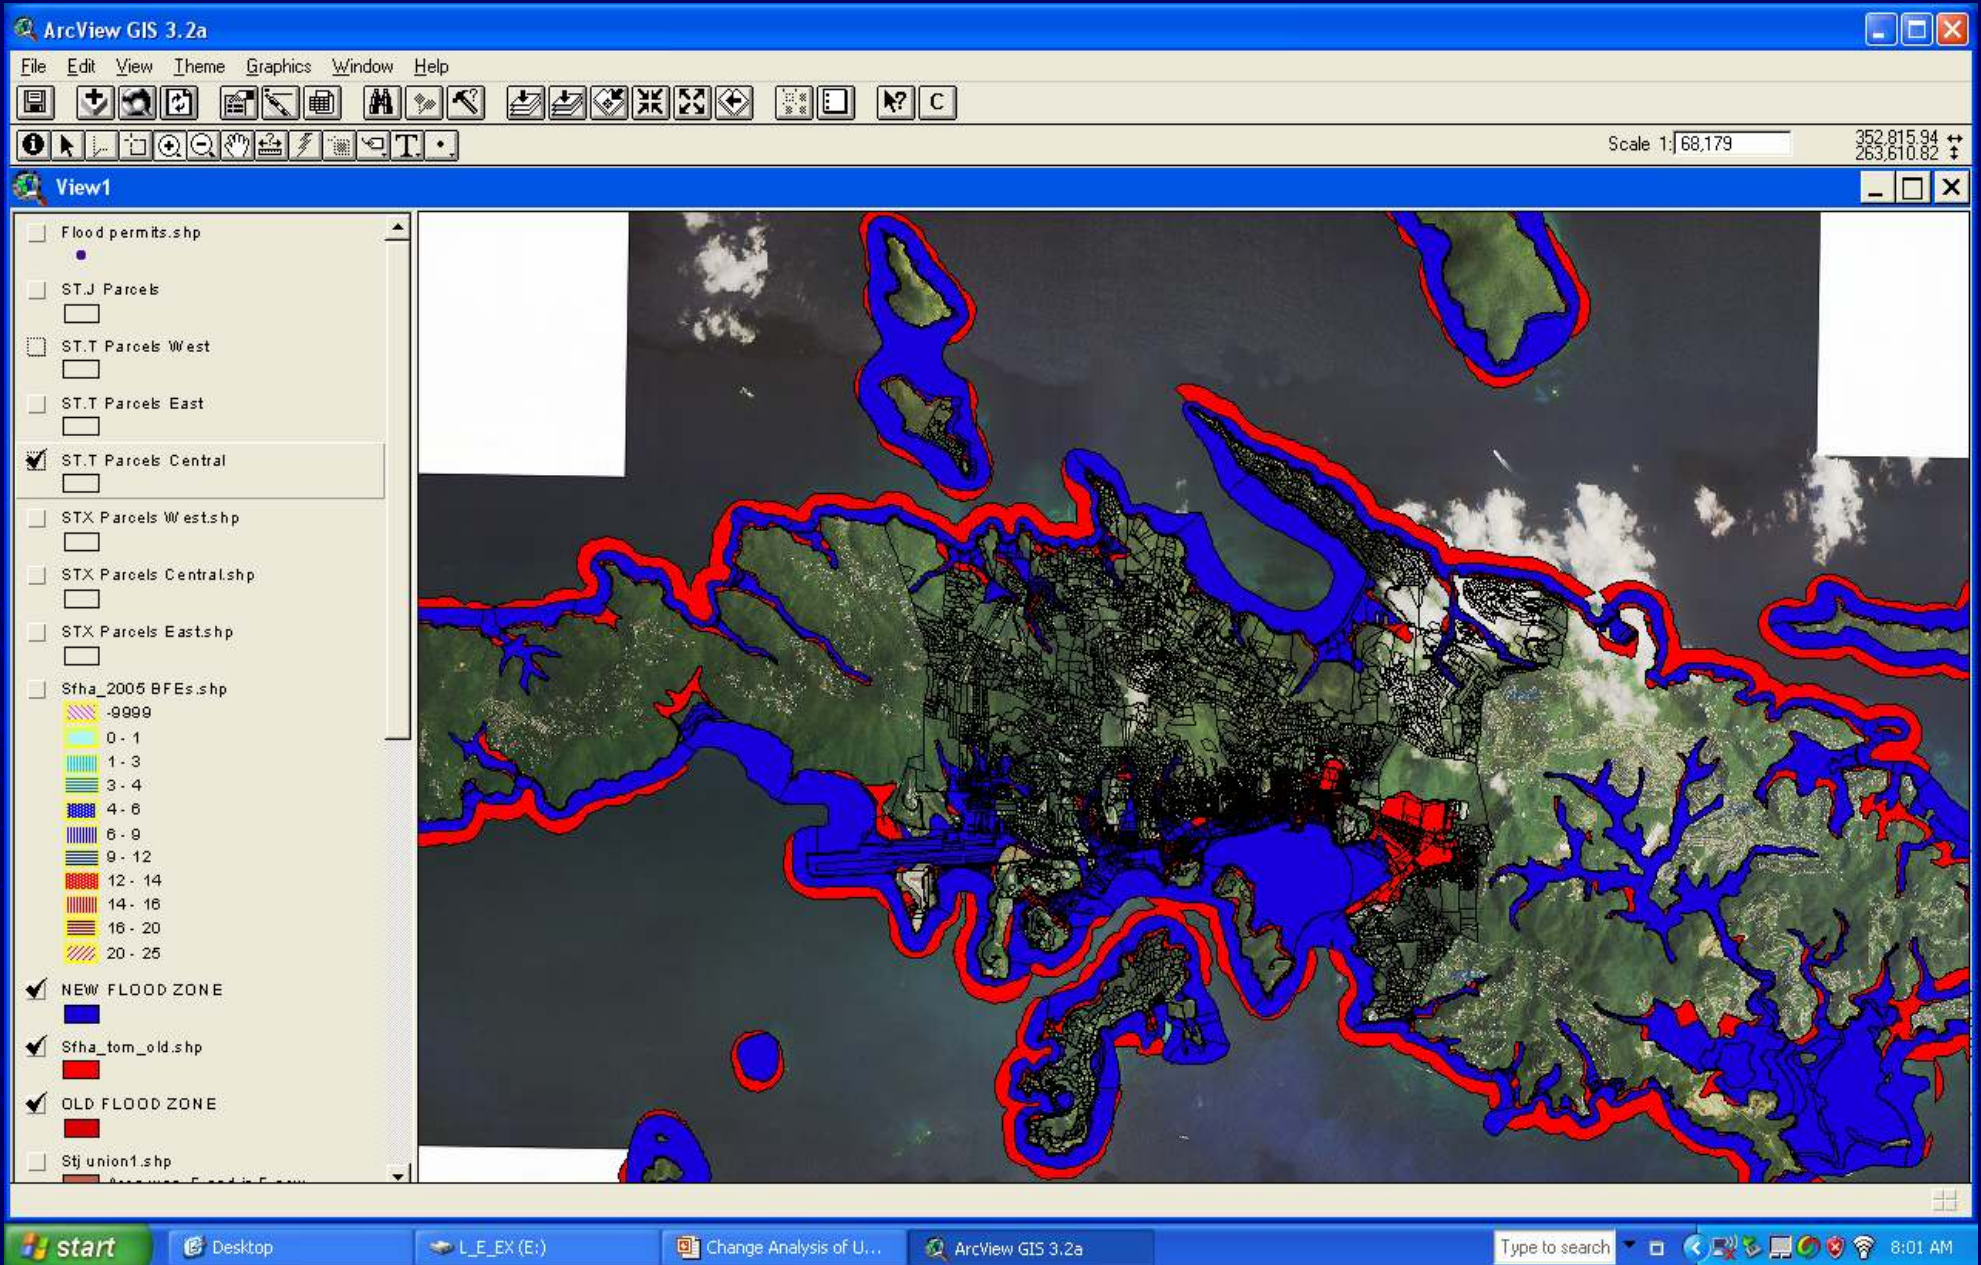 ArcView GIS 3.2a
File Edit View Theme Graphics Window Help
C
T
Scale 1: 68,179
352,815.94
263,610.82
View1
Flood permits.shp
ST.J Parcels
ST.T Parcels West
ST.T Parcels East
ST.T Parcels Central
STX Parcels West.shp
STX Parcels Central.shp
STX Parcels East.shp
Sfha_2005 BFEs.shp
-9999
0 - 1
1 - 3
3 - 4
4 - 6
6 - 9
9 - 12
12 - 14
14 - 16
16 - 20
20 - 25
NEW FLOOD ZONE
Sfha_tom_old.shp
OLD FLOOD ZONE
Stj union1.shp
start Desktop L_E_EX (E:) Change Analysis of U... ArcView GIS 3.2a Type to search 8:01 AM